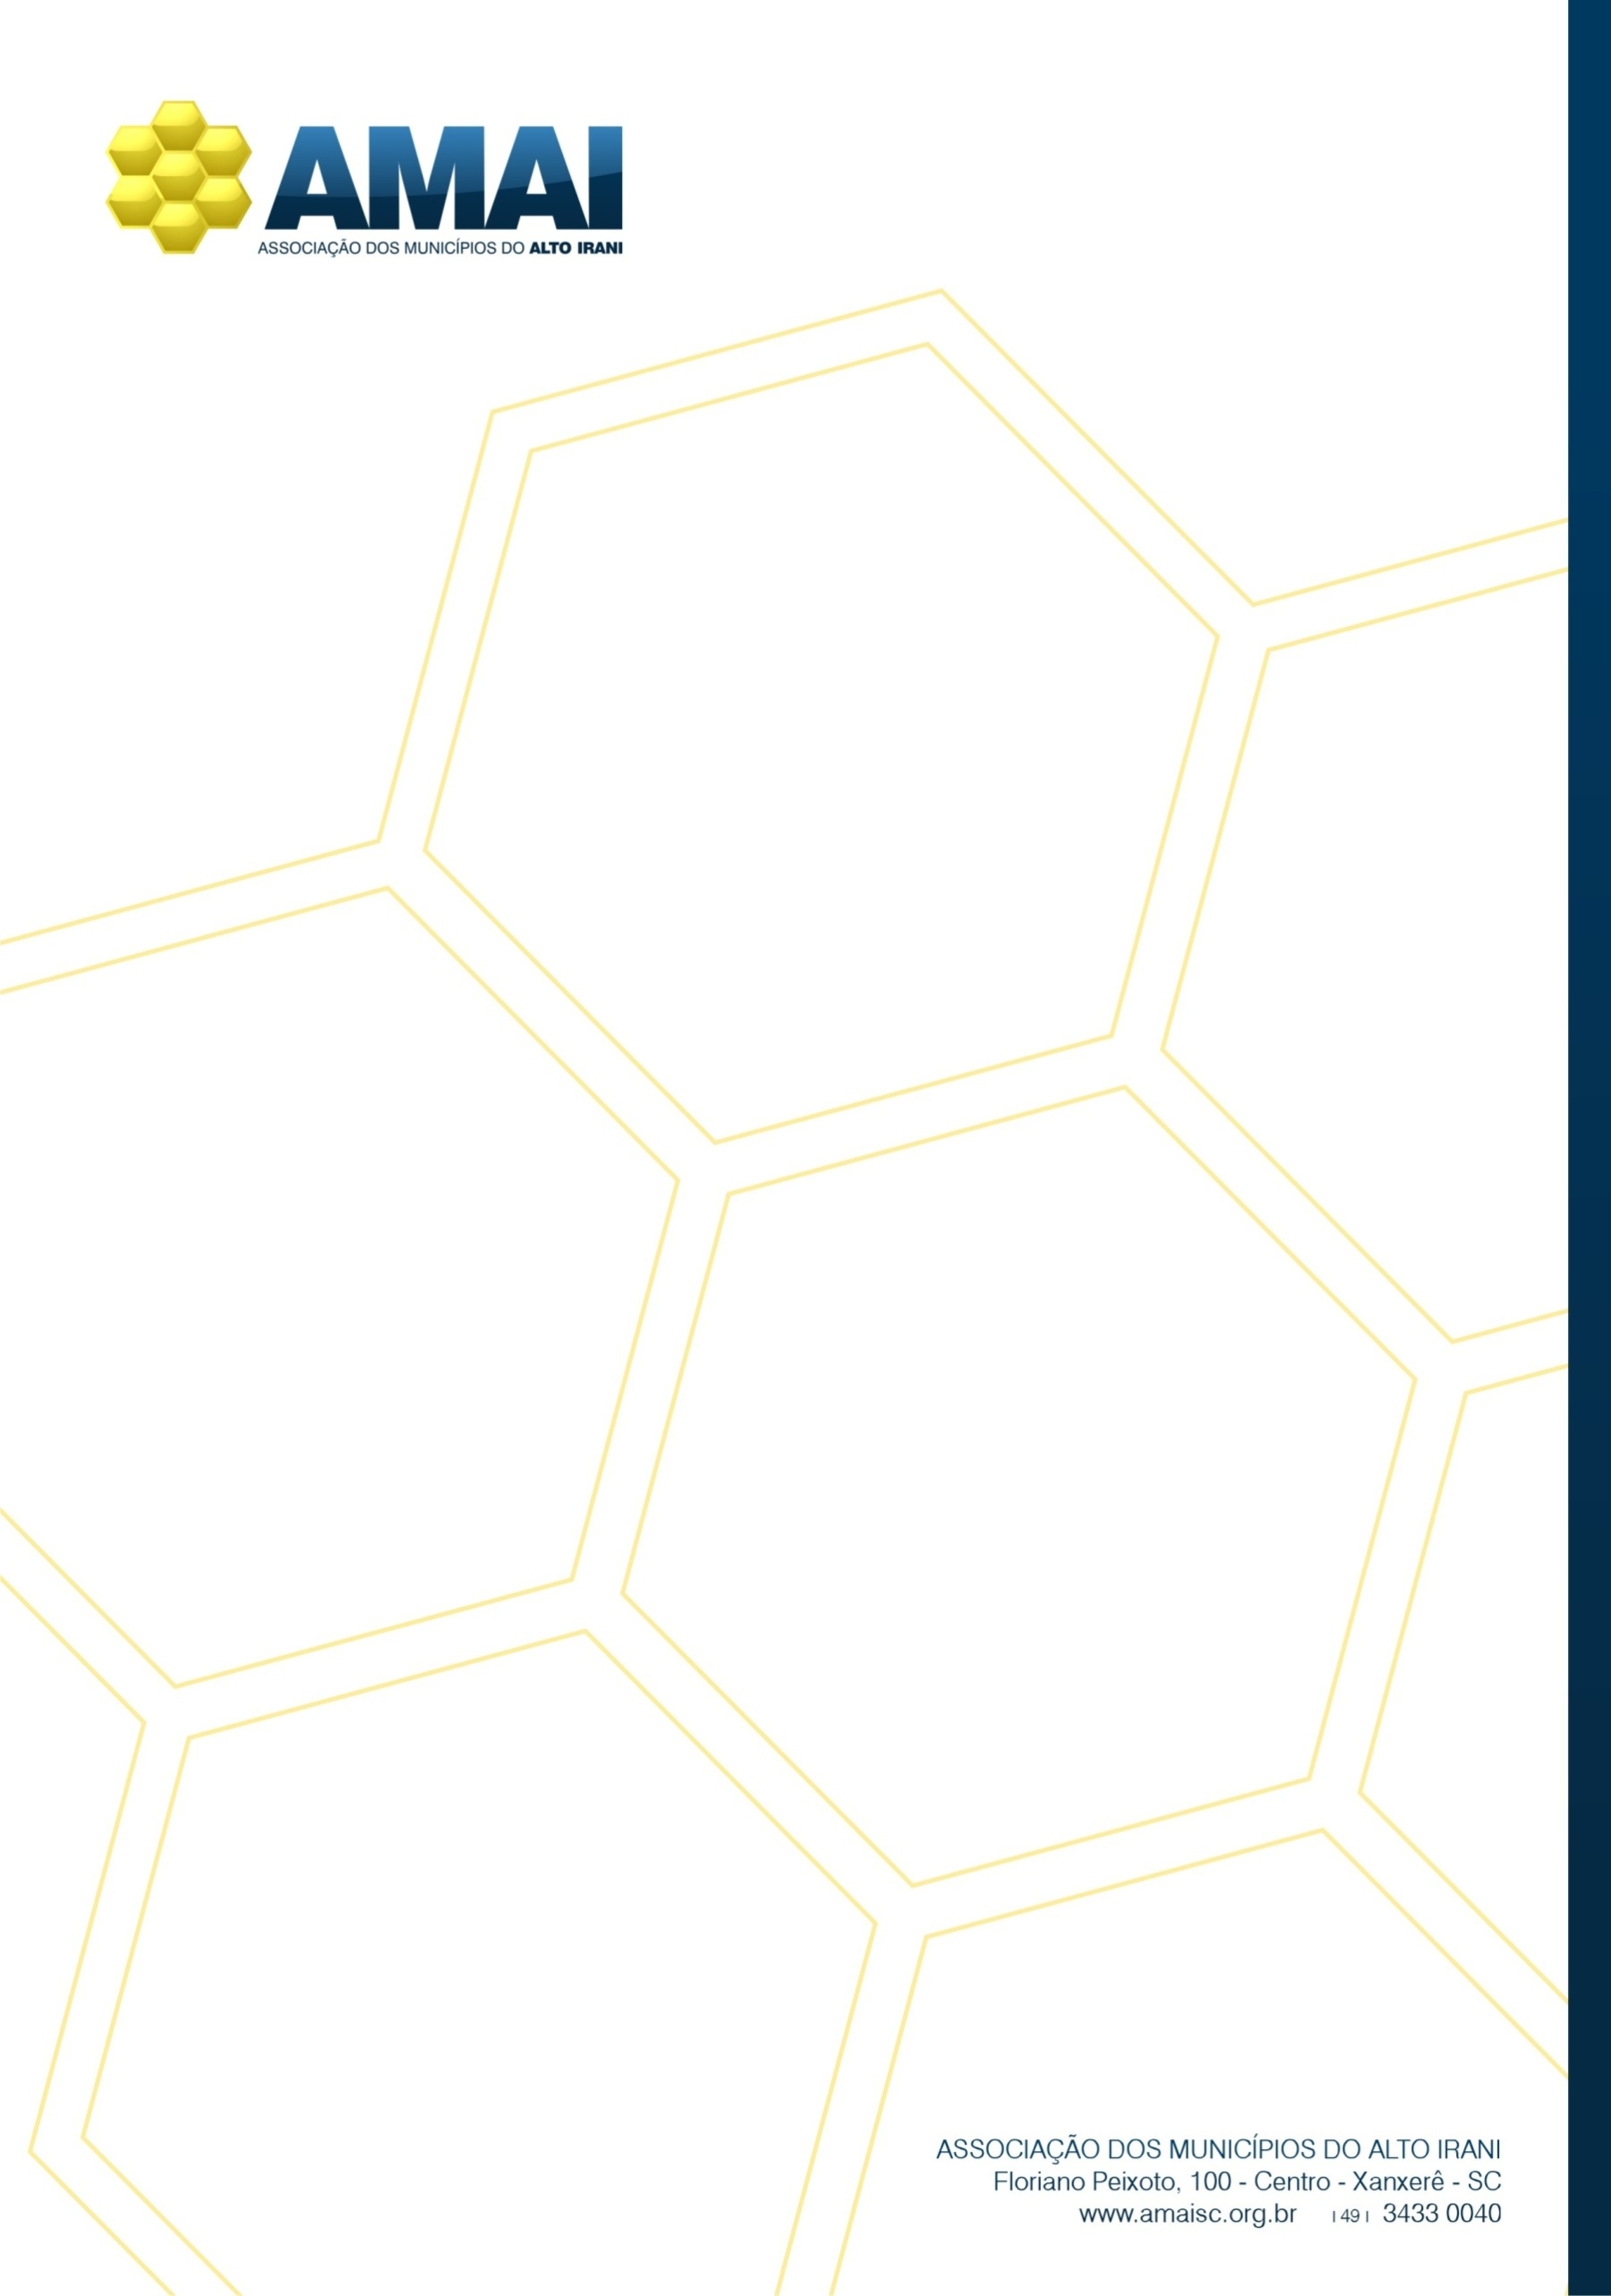 AMAI
ASSOCIAÇÃO DOS MUNICÍPIOS DO ALTO IRANI
ASSOCIAÇÃO DOS MUNICÍPIOS DO ALTO IRANI
Floriano Peixoto, 100 - Centro - Xanxerê - SC
www.amaisc.org.br | 49 | 3433 0040